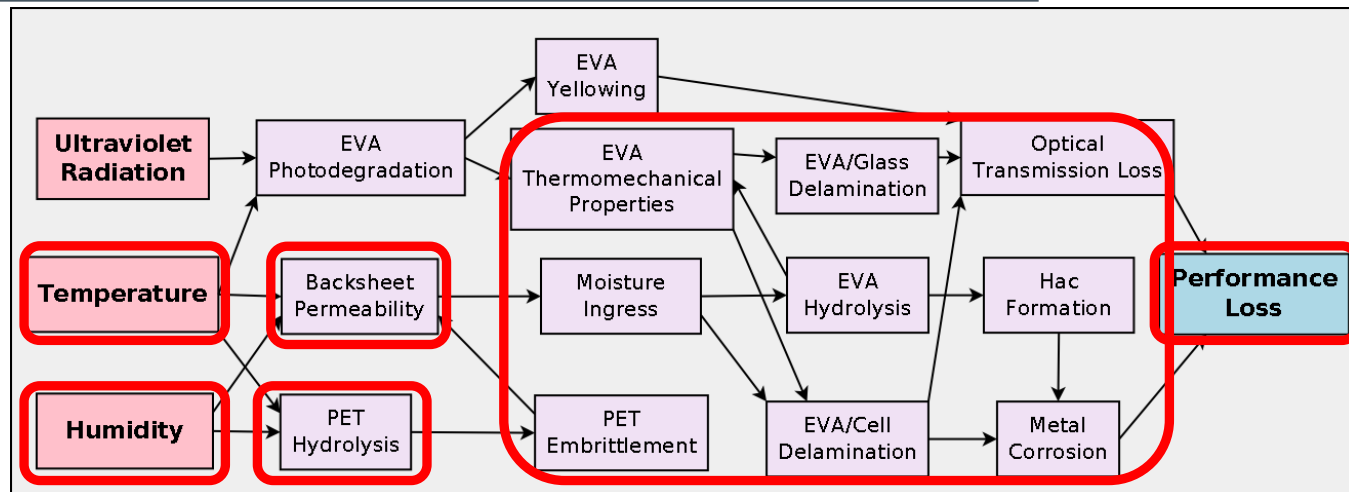 EVA
Yellowing
Ultraviolet
Radiation
EVA
Photodegradation
EVA
Thermomechanical
Properties
EVA/Glass
Delamination
Optical
Transmission Loss
Temperature
Backsheet
Permeability
Moisture
Ingress
EVA
Hydrolysis
Hac
Formation
Performance
Loss
Humidity
PET
Hydrolysis
PET
Embrittlement
EVA/Cell
Delamination
Metal
Corrosion